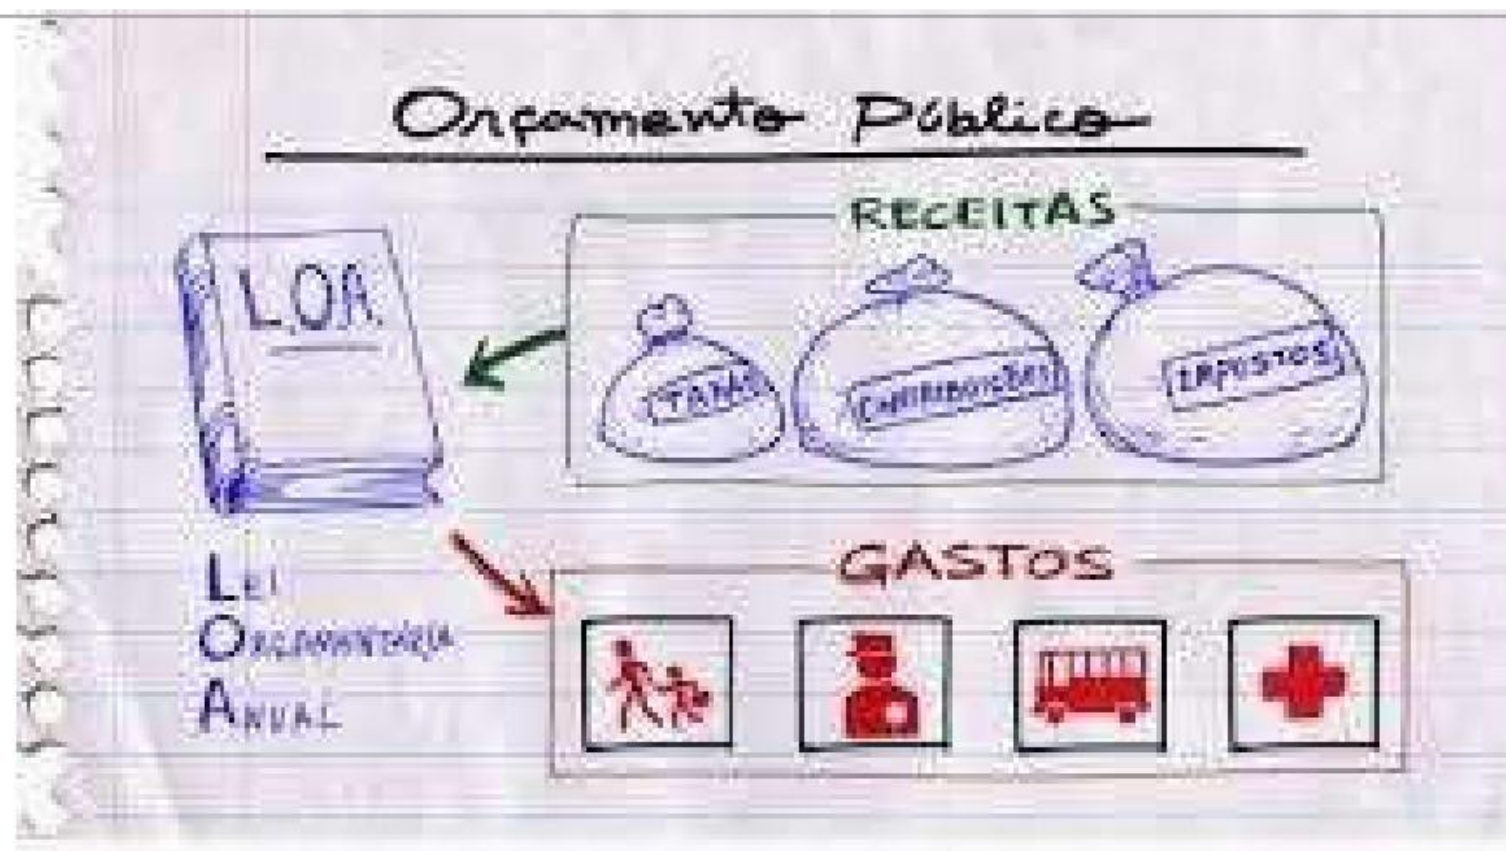 Orçamento Público
RECEITAS
L.O.A.
TAXAS
CONTRIBUIÇÕES
IMPOSTOS
GASTOS
LEI
ORÇAMENTÁRIA
ANUAL